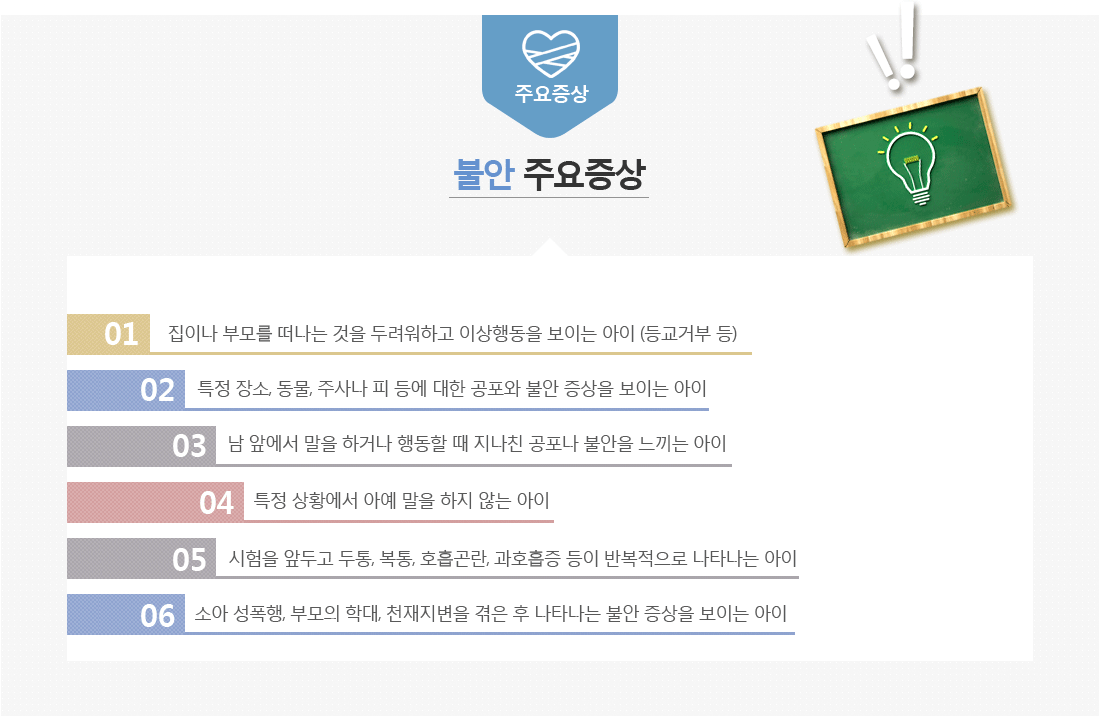 주요증상
불안 주요증상
01 집이나 부모를 떠나는 것을 두려워하고 이상행동을 보이는 아이 (등교거부 등)
02 특정 장소, 동물, 주사나 피 등에 대한 공포와 불안 증상을 보이는 아이
03 남 앞에서 말을 하거나 행동할 때 지나친 공포나 불안을 느끼는 아이
04 특정 상황에서 아예 말을 하지 않는 아이
05 시험을 앞두고 두통, 복통, 호흡곤란, 과호흡증 등이 반복적으로 나타나는 아이
06 소아 성폭행, 부모의 학대, 천재지변을 겪은 후 나타나는 불안 증상을 보이는 아이